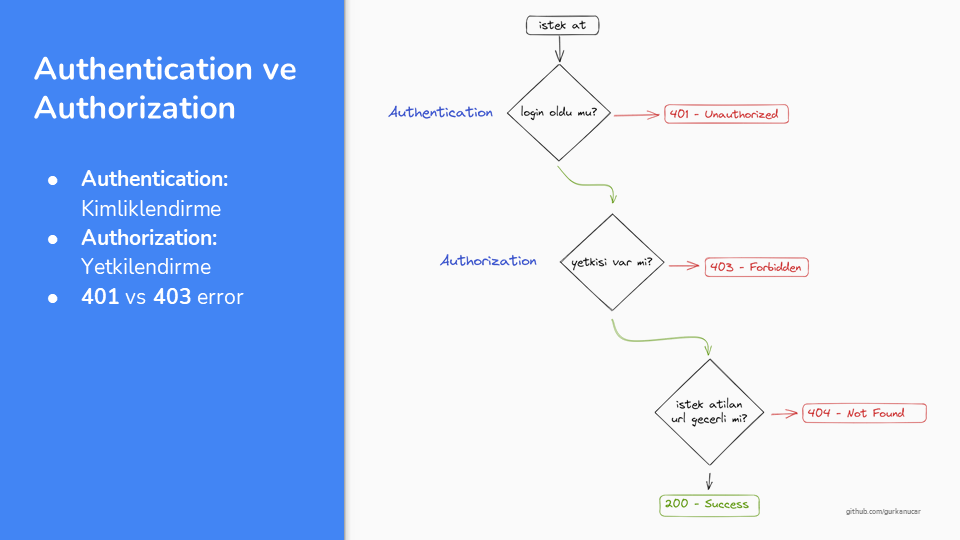 Authentication ve
Authorization
● Authentication:
Kimliklendirme
● Authorization:
Yetkilendirme
● 401 vs 403 error
istek at
Authentication
login oldu mu?
401 - Unauthorized
Authorization
yetkisi var mi?
403 - Forbidden
istek atilan
url gecerli mi?
404 - Not Found
200 - Success
github.com/gurkanucar